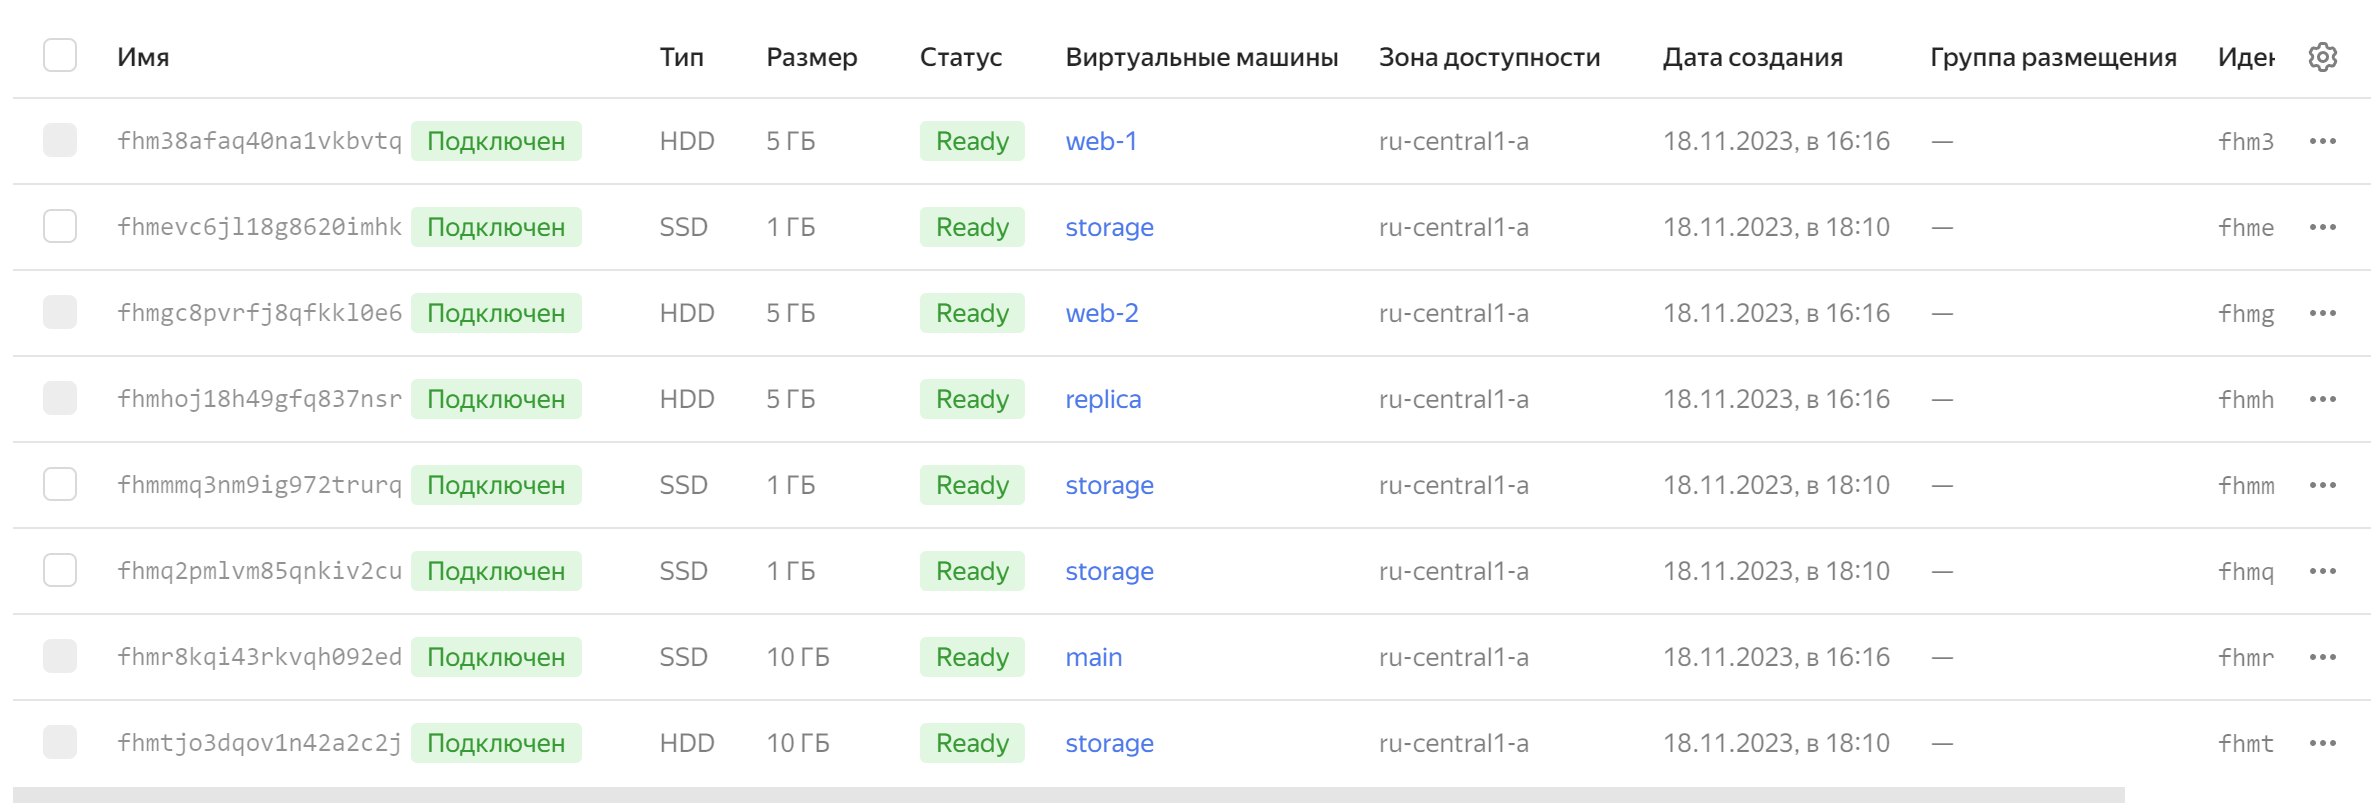 Имя Тип Размер Статус Виртуальные машины Зона доступности Дата создания Группа размещения Иден
fhm38afaq40na1vkbvtq Подключен HDD 5 ГБ Ready web-1 ru-central1-a 18.11.2023, в 16:16 — fhm3 •••
fhmevc6jl18g8620imhk Подключен SSD 1 ГБ Ready storage ru-central1-a 18.11.2023, в 18:10 — fhme •••
fhmgc8pvrfj8qfkkl0e6 Подключен HDD 5 ГБ Ready web-2 ru-central1-a 18.11.2023, в 16:16 — fhmg •••
fhmhoj18h49gfq837nsr Подключен HDD 5 ГБ Ready replica ru-central1-a 18.11.2023, в 16:16 — fhmh •••
fhmmmq3nm9ig972trurq Подключен SSD 1 ГБ Ready storage ru-central1-a 18.11.2023, в 18:10 — fhmm •••
fhmq2pmlvm85qnkiv2cu Подключен SSD 1 ГБ Ready storage ru-central1-a 18.11.2023, в 18:10 — fhmq •••
fhmr8kqi43rkvqh092ed Подключен SSD 10 ГБ Ready main ru-central1-a 18.11.2023, в 16:16 — fhmr •••
fhmtjo3dqov1n42a2c2j Подключен HDD 10 ГБ Ready storage ru-central1-a 18.11.2023, в 18:10 — fhmt •••